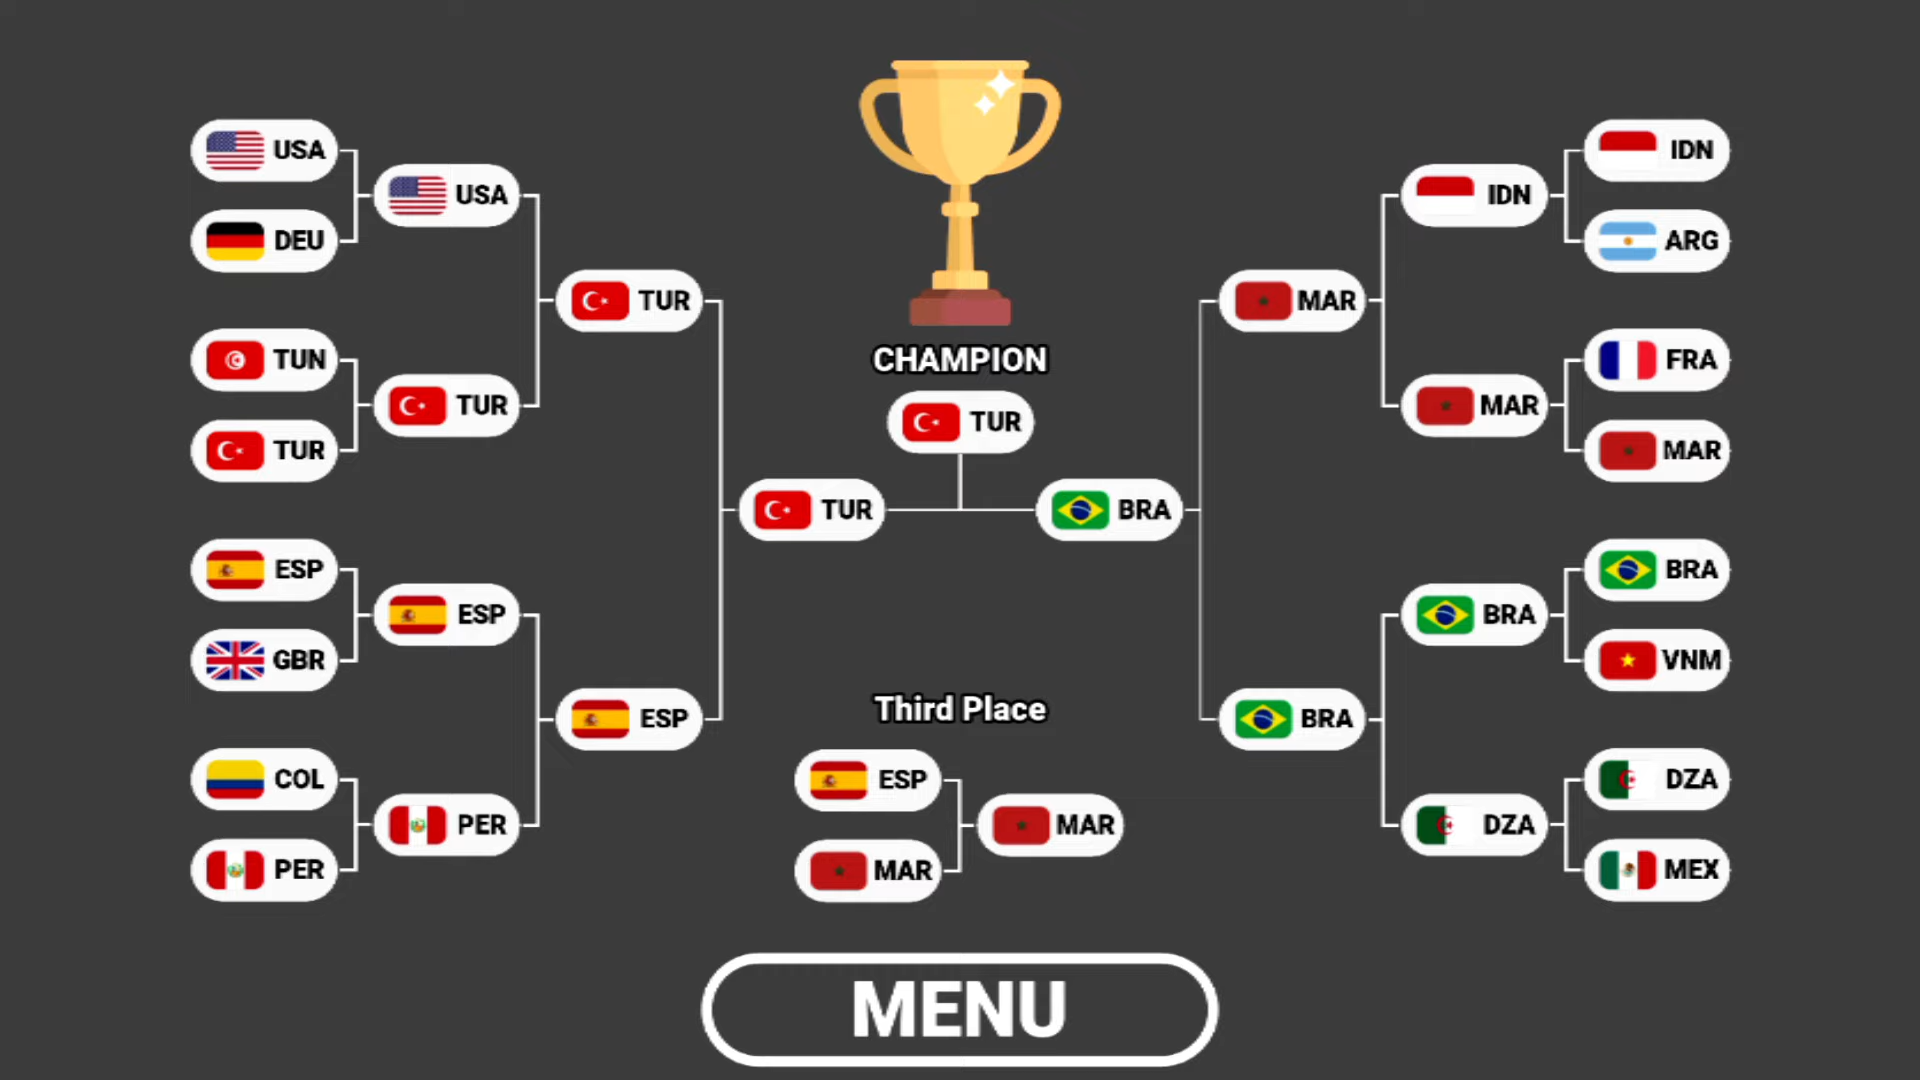 USA
DEU
TUN
TUR
ESP
GBR
COL
PER
USA
TUR
ESP
PER
TUR
ESP
TUR
CHAMPION
TUR
BRA
Third Place
ESP
MAR
MAR
MAR
BRA
IDN
MAR
BRA
DZA
IDN
ARG
FRA
MAR
BRA
VNM
DZA
MEX
MENU